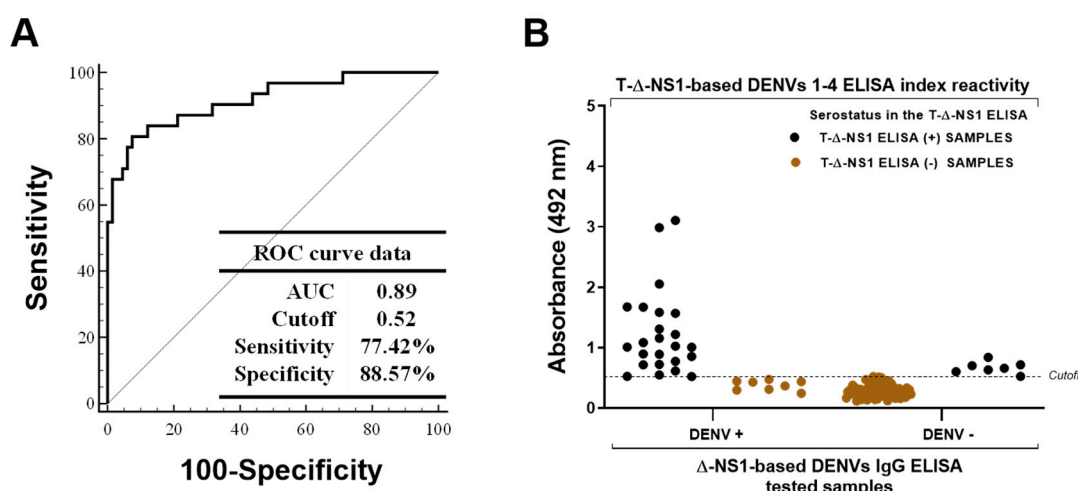 A
100
80
60
40
20
0
Sensitivity
ROC curve data
AUC 0.89
Cutoff 0.52
Sensitivity 77.42%
Specificity 88.57%
0 20 40 60 80 100
100-Specificity
B
T-Δ-NS1-based DENVs 1-4 ELISA index reactivity
Serostatus in the T-Δ-NS1 ELISA
T-Δ-NS1 ELISA (+) SAMPLES
T-Δ-NS1 ELISA (-) SAMPLES
5
4
3
2
1
0
Absorbance (492 nm)
Cutoff
DENV + DENV -
Δ-NS1-based DENVs IgG ELISA
tested samples